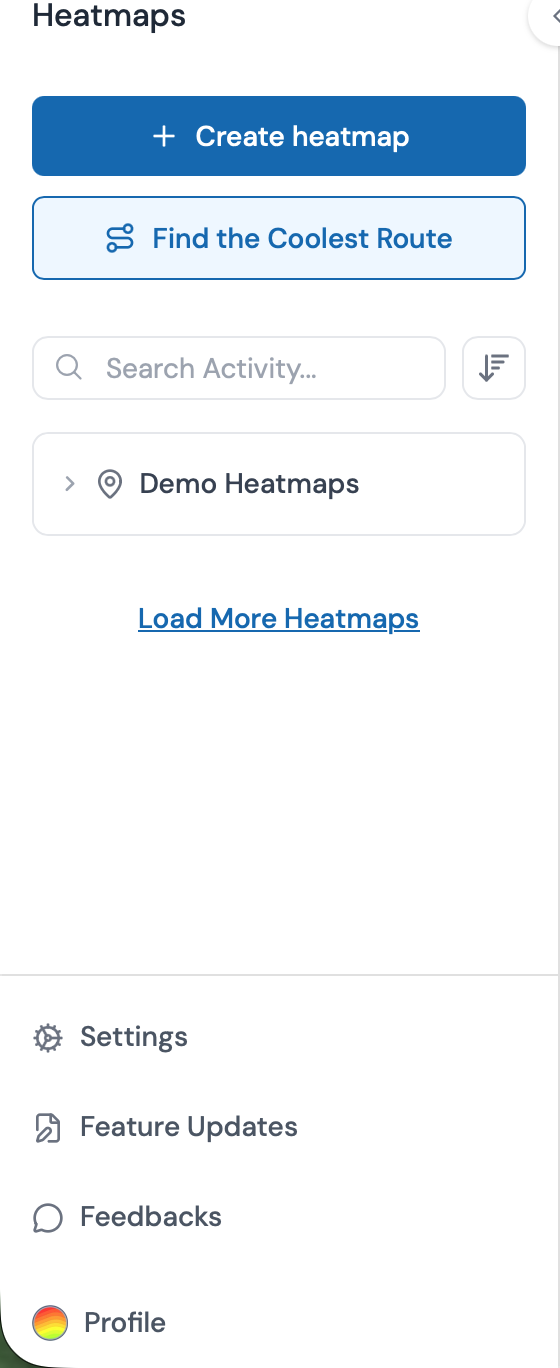 Heatmaps
Create heatmap
Find the Coolest Route
Search Activity...
Demo Heatmaps
Load More Heatmaps
Settings
Feature Updates
Feedbacks
Profile